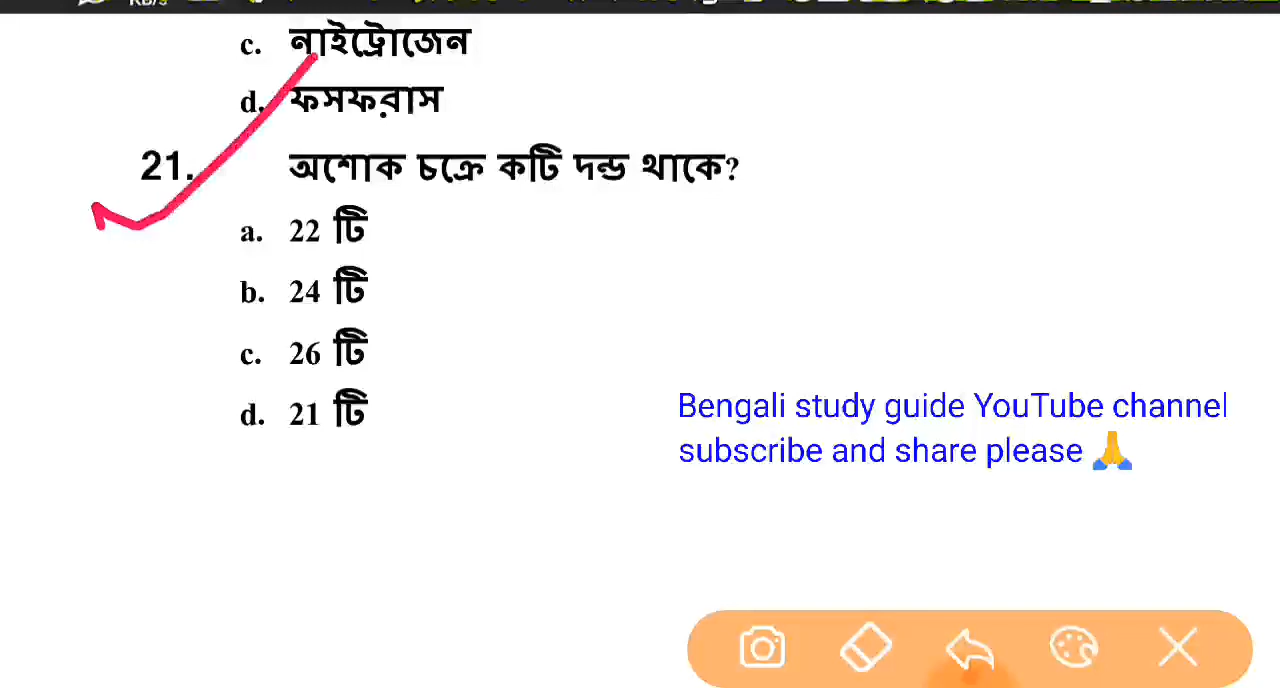 KB/s
c. নাইট্রোজেন
d. ফসফরাস
21. অশোক চক্রে কটি দন্ড থাকে?
a. 22 টি
b. 24 টি
c. 26 টি
d. 21 টি
Bengali study guide YouTube channel
subscribe and share please 🙏